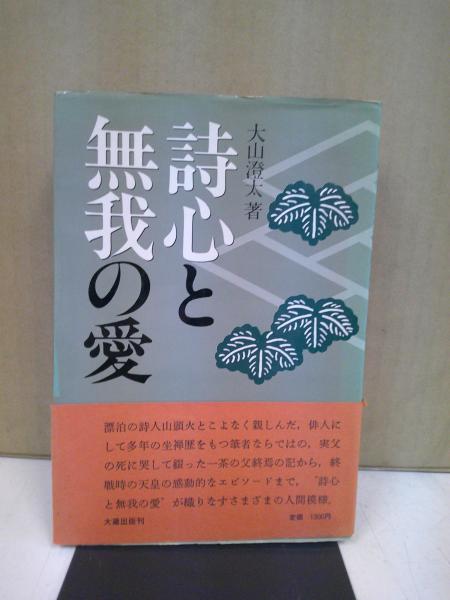 詩心と
無我の愛
大山澄太著
漂泊の詩人山頭火とこよなく親しんだ，俳人に
して多年の坐禅歴をもつ筆者ならではの，実父
の死に哭して綴った一茶の父終焉の記から，終
戦時の天皇の感動的なエピソードまで，“詩心
と無我の愛”が織りなすさまざまの人間模様。
大蔵出版刊
定価 1300円